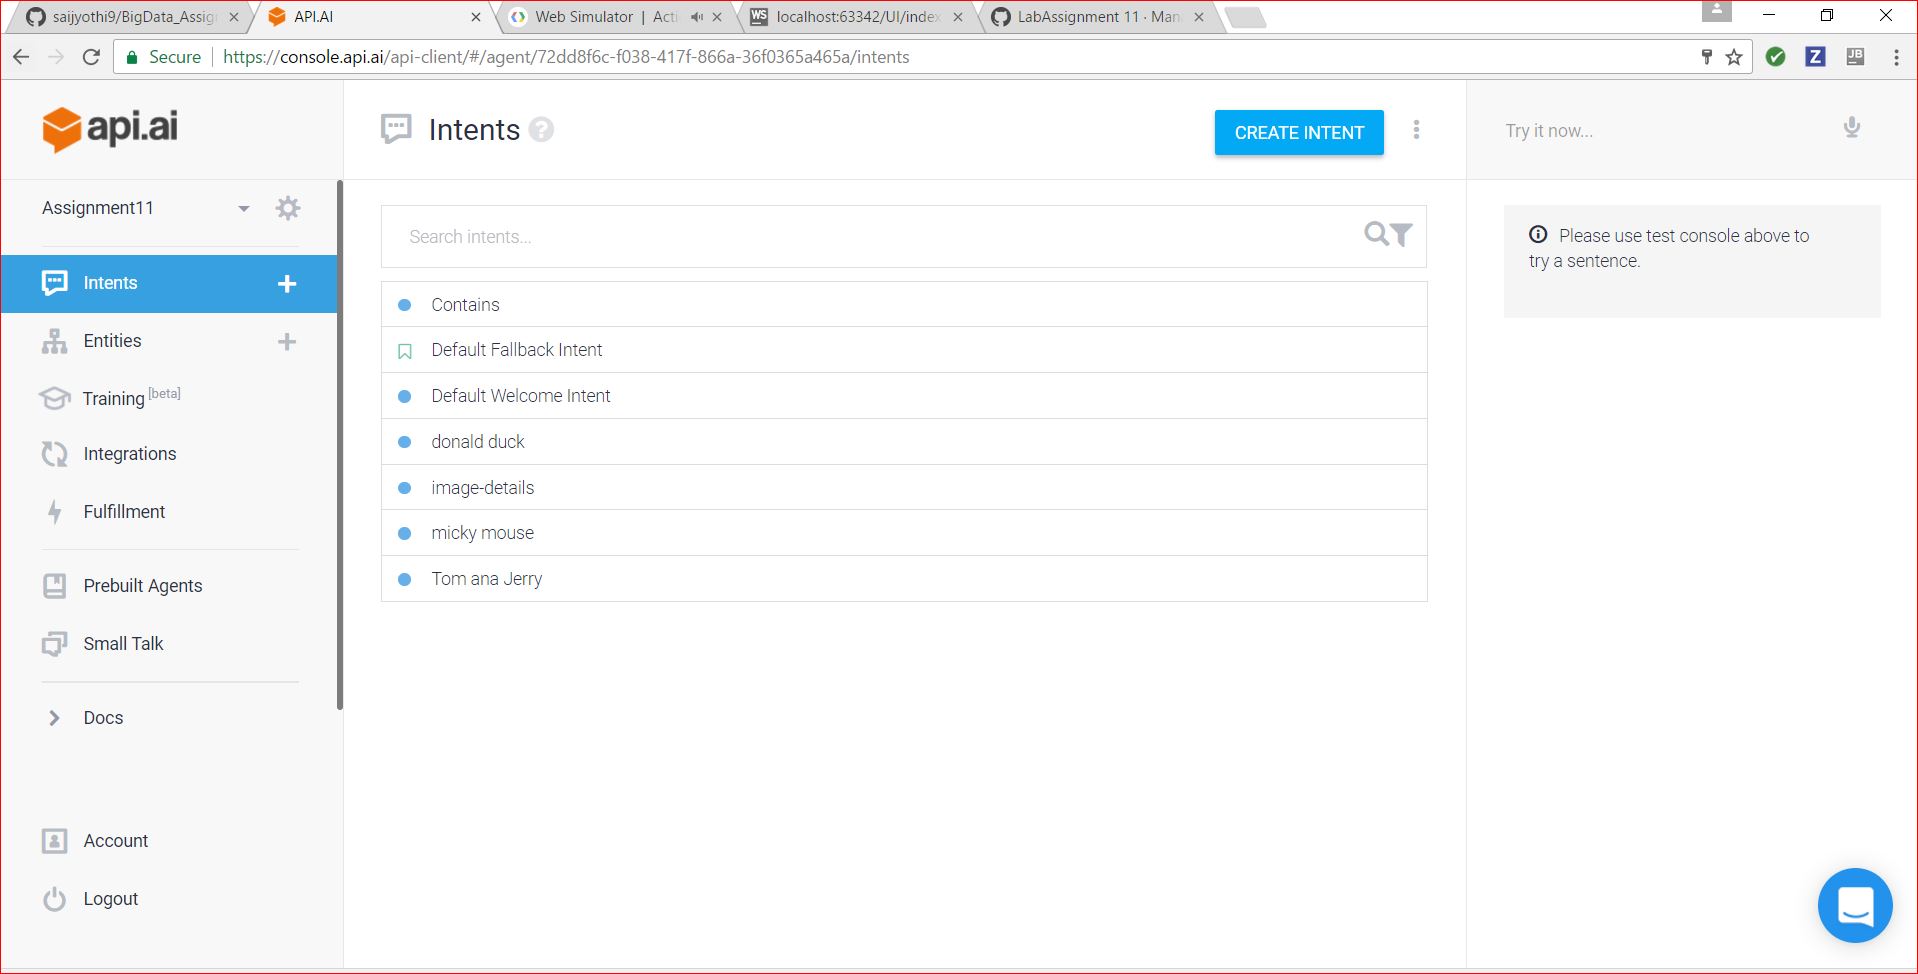 saijyothi9/BigData_Assig
API.AI
Web Simulator | Acti
WS
localhost:63342/UI/index
LabAssignment 11 · Man
Secure
https://console.api.ai/api-client/#/agent/72dd8f6c-f038-417f-866a-36f0365a465a/intents
Z
JB
api.ai
Intents ?
CREATE INTENT
Try it now...
Assignment11
Search intents...
Please use test console above to
try a sentence.
Intents
Entities
Training [beta]
Integrations
Fulfillment
Prebuilt Agents
Small Talk
Docs
Account
Logout
Contains
Default Fallback Intent
Default Welcome Intent
donald duck
image-details
micky mouse
Tom ana Jerry